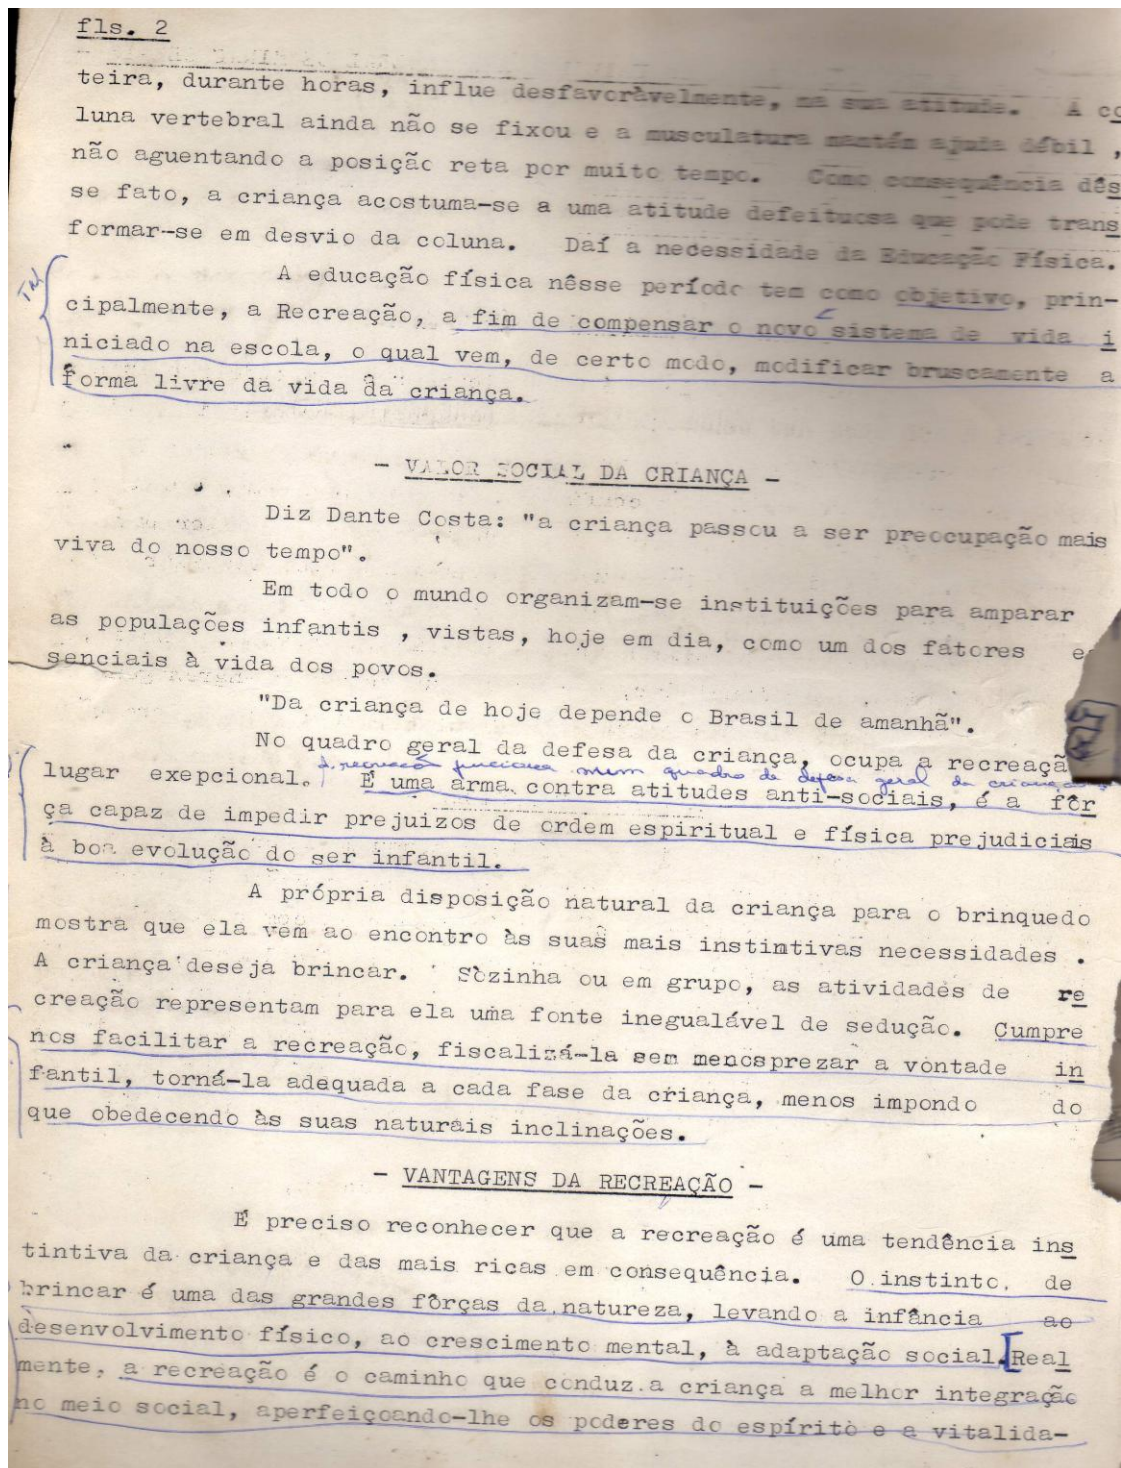 fls. 2
teira, durante horas, influe desfavoràvelmente, na sua atitude. A co
luna vertebral ainda não se fixou e a musculatura mantém ajuda débil ,
não aguentando a posição reta por muito tempo. Como consequência dês
se fato, a criança acostuma-se a uma atitude defeituosa que pode trans
formar-se em desvio da coluna. Daí a necessidade da Educação Física.
A educação física nêsse período tem como objetivo, prin-
cipalmente, a Recreação, a fim de compensar o novo sistema de vida i
niciado na escola, o qual vem, de certo modo, modificar bruscamente a
forma livre da vida da criança.
- VALOR SOCIAL DA CRIANÇA -
Diz Dante Costa: "a criança passou a ser preocupação mais
viva do nosso tempo".
Em todo o mundo organizam-se instituições para amparar
as populações infantis , vistas, hoje em dia, como um dos fatores es
senciais à vida dos povos.
"Da criança de hoje depende o Brasil de amanhã".
No quadro geral da defesa da criança, ocupa a recreaçã
A recreação funciona num quadro de defesa geral da criança
lugar exepcional. É uma arma contra atitudes anti-sociais, é a fôr
ça capaz de impedir prejuizos de ordem espiritual e física prejudiciais
à boa evolução do ser infantil.
A própria disposição natural da criança para o brinquedo
mostra que ela vem ao encontro às suas mais instintivas necessidades .
A criança deseja brincar. Sòzinha ou em grupo, as atividades de re
creação representam para ela uma fonte inegualável de sedução. Cumpre
nos facilitar a recreação, fiscalizá-la sem menosprezar a vontade in
fantil, torná-la adequada a cada fase da criança, menos impondo do
que obedecendo às suas naturais inclinações.
- VANTAGENS DA RECREAÇÃO -
É preciso reconhecer que a recreação é uma tendência ins
tintiva da criança e das mais ricas em consequência. O instinto de
brincar é uma das grandes fôrças da natureza, levando a infância ao
desenvolvimento físico, ao crescimento mental, à adaptação social. [Real
mente, a recreação é o caminho que conduz a criança a melhor integração
no meio social, aperfeiçoando-lhe os poderes do espírito e a vitalida-